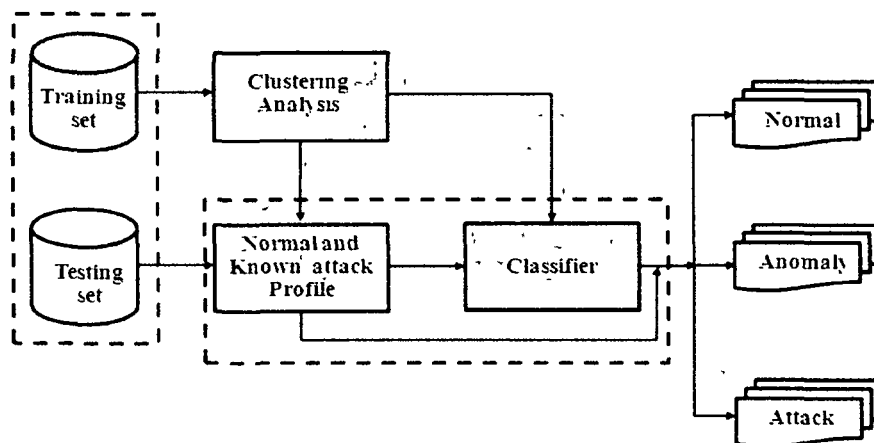 Training
set
Clustering
Analysis
Normal
Testing
set
Normal and
Known attack
Profile
Classifier
Anomaly
Attack